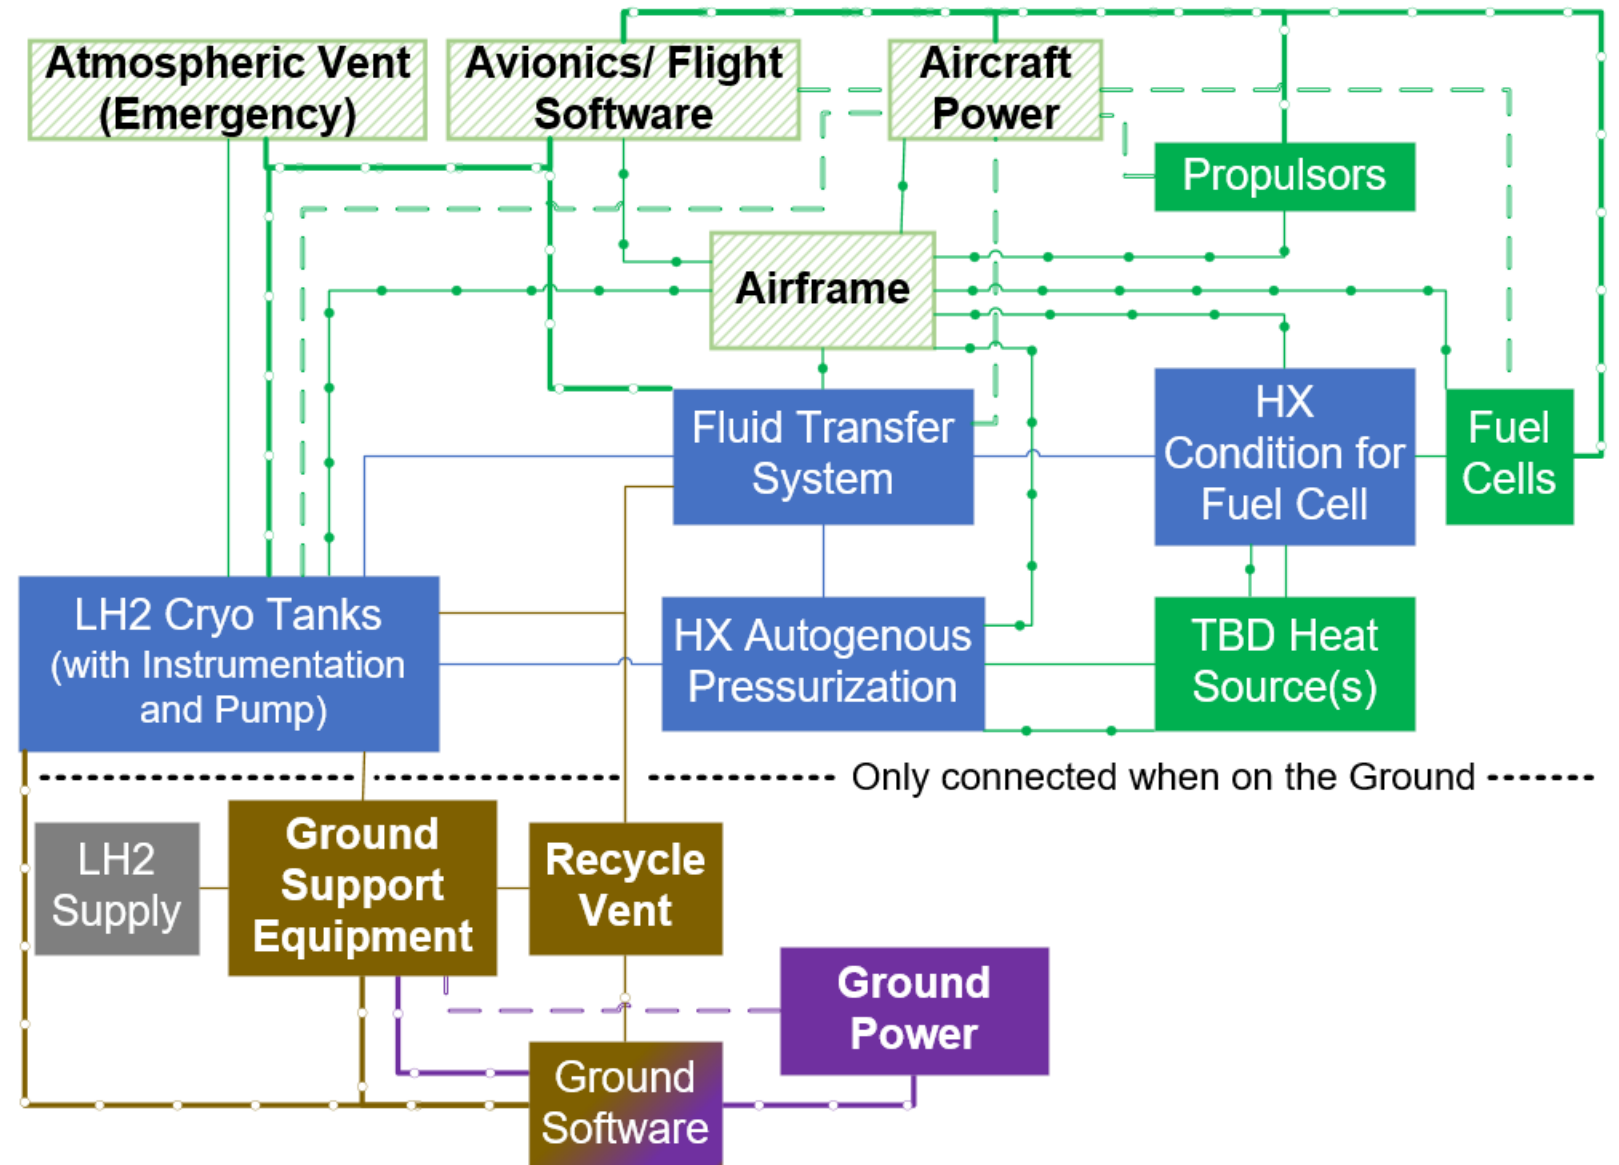 Atmospheric Vent
(Emergency)
Avionics/ Flight
Software
Aircraft
Power
Propulsors
Airframe
Fluid Transfer
System
HX
Condition for
Fuel Cell
Fuel
Cells
LH2 Cryo Tanks
(with Instrumentation
and Pump)
HX Autogenous
Pressurization
TBD Heat
Source(s)
Only connected when on the Ground
LH2
Supply
Ground
Support
Equipment
Recycle
Vent
Ground
Power
Ground
Software